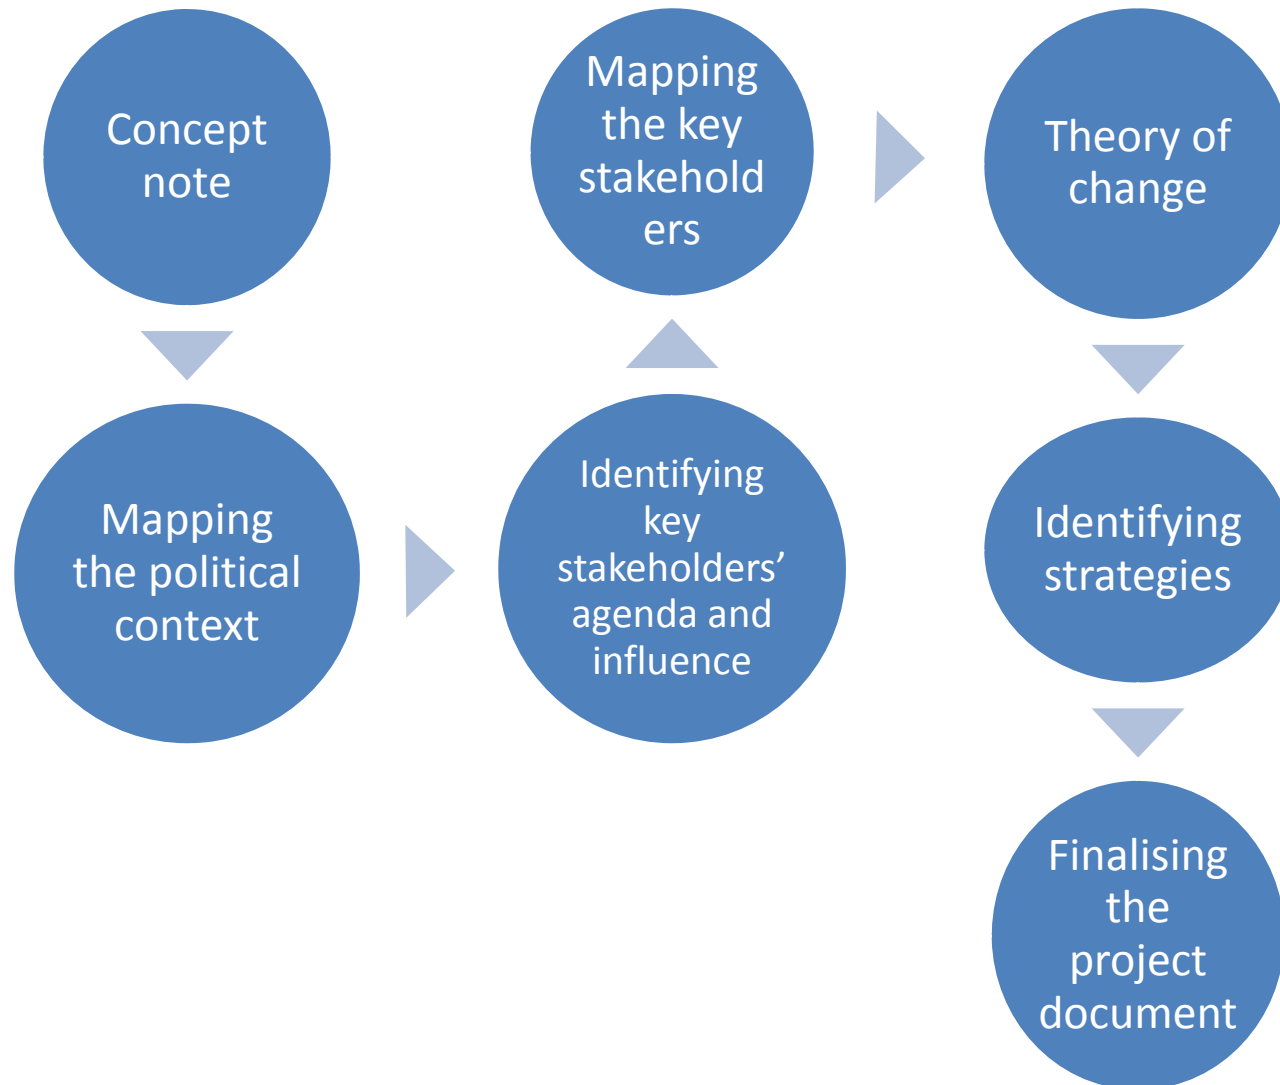 Concept
note
Mapping
the political
context
Identifying
key
stakeholders’
agenda and
influence
Mapping
the key
stakehold
ers
Theory of
change
Identifying
strategies
Finalising
the
project
document